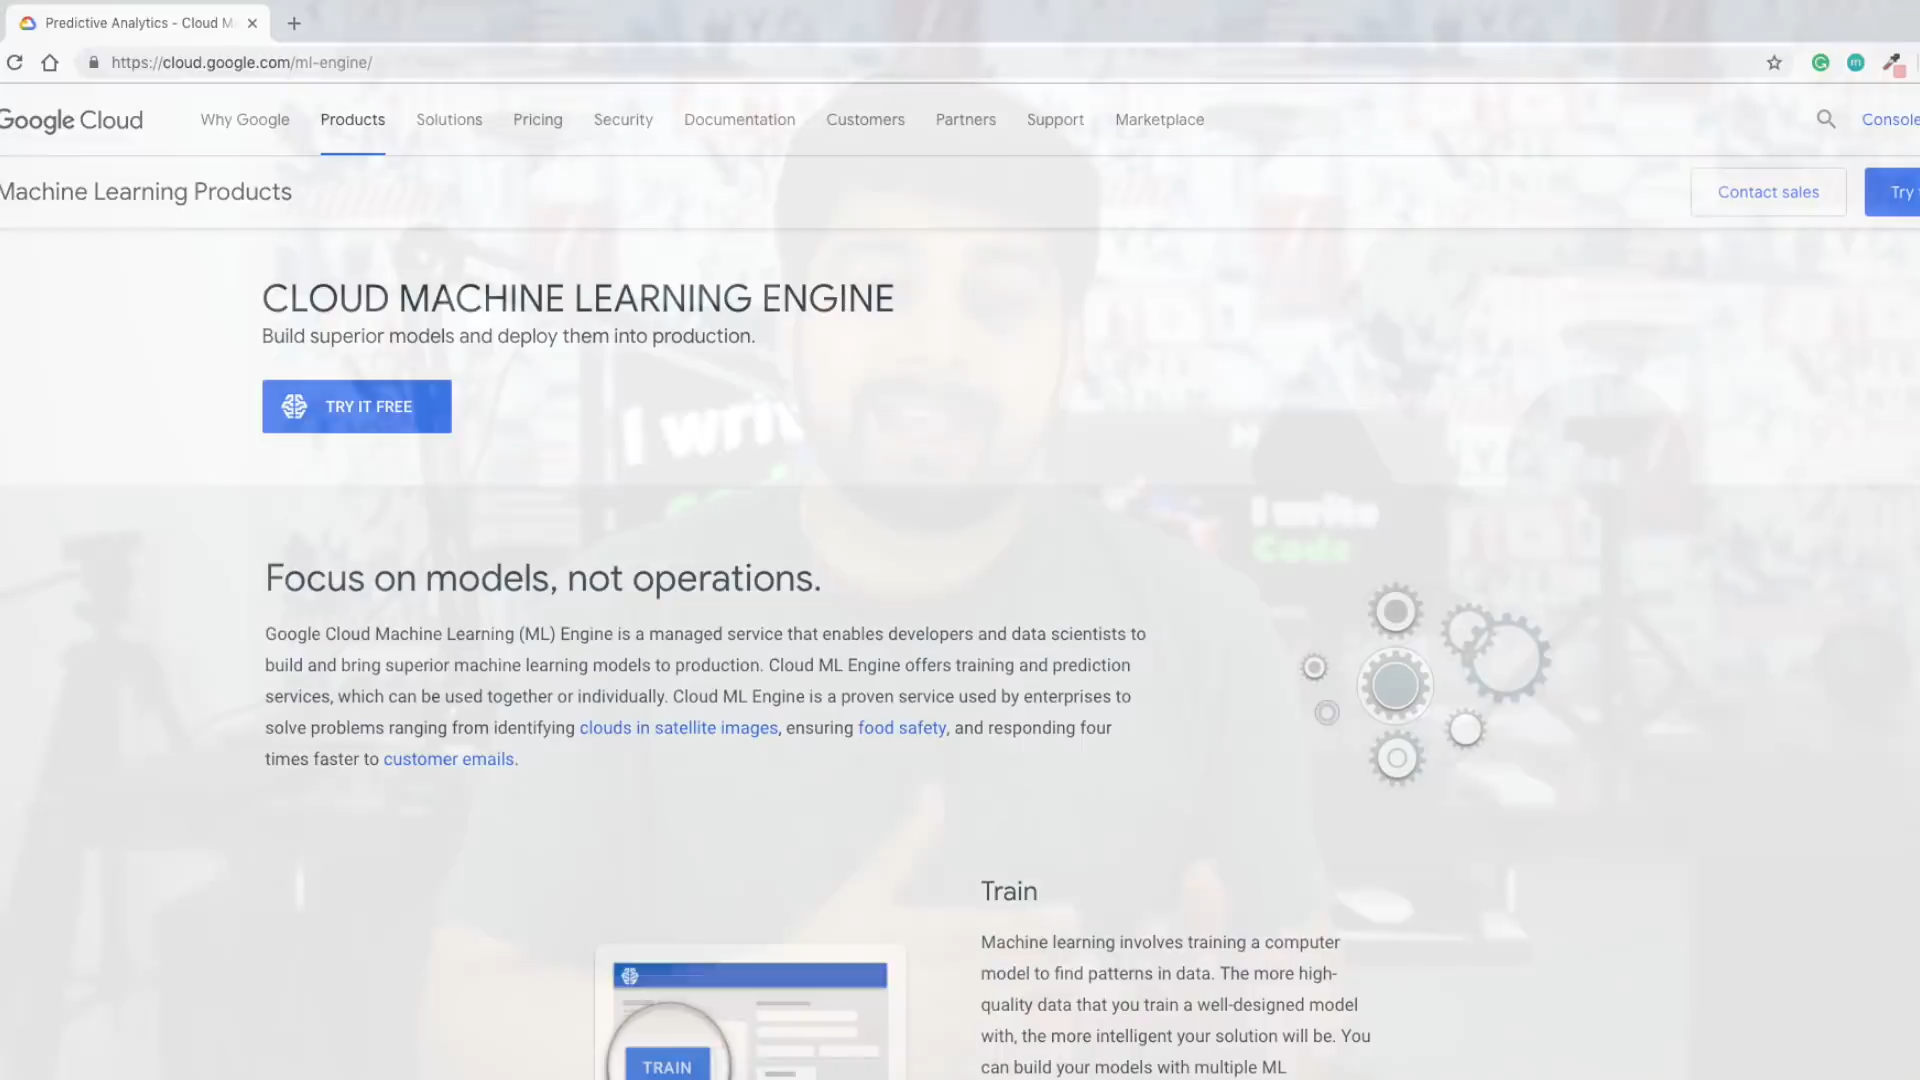 Predictive Analytics - Cloud M
https://cloud.google.com/ml-engine/
Google Cloud
Why Google
Products
Solutions
Pricing
Security
Documentation
Customers
Partners
Support
Marketplace
Console
Machine Learning Products
Contact sales
Try
CLOUD MACHINE LEARNING ENGINE
Build superior models and deploy them into production.
TRY IT FREE
I writ
I write
Code
Focus on models, not operations.
Google Cloud Machine Learning (ML) Engine is a managed service that enables developers and data scientists to
build and bring superior machine learning models to production. Cloud ML Engine offers training and prediction
services, which can be used together or individually. Cloud ML Engine is a proven service used by enterprises to
solve problems ranging from identifying clouds in satellite images, ensuring food safety, and responding four
times faster to customer emails.
Train
Machine learning involves training a computer
model to find patterns in data. The more high-
quality data that you train a well-designed model
with, the more intelligent your solution will be. You
can build your models with multiple ML
TRAIN